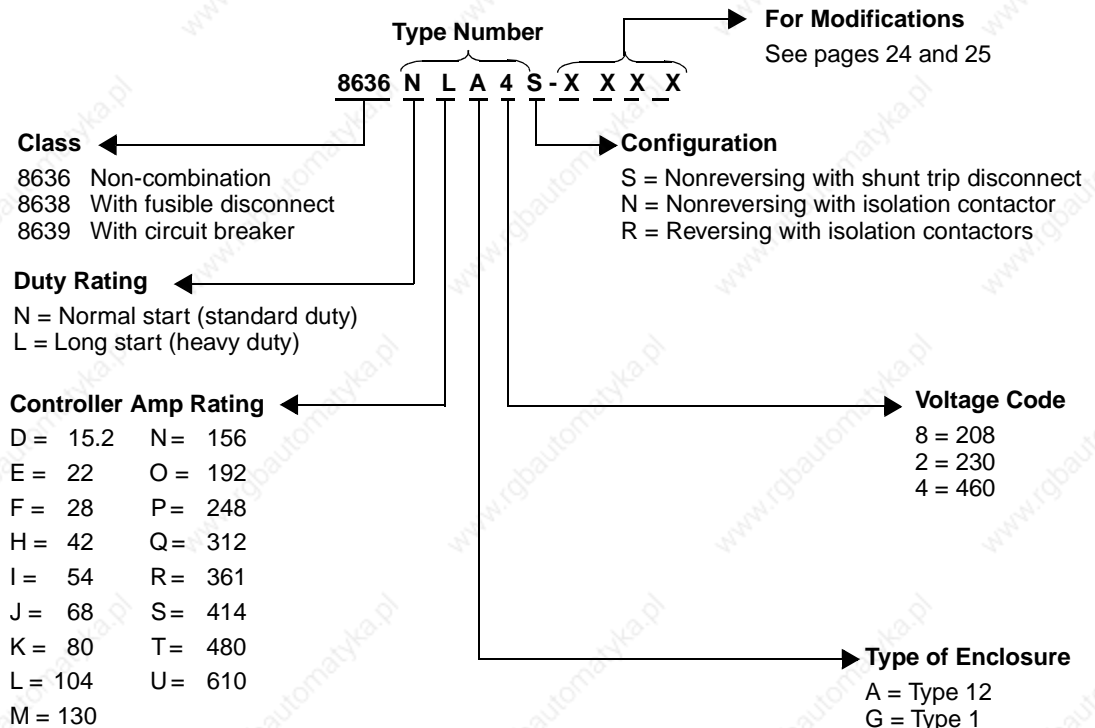 For Modifications
See pages 24 and 25
Type Number
8636 N L A 4 S - X X X X
Class
8636 Non-combination
8638 With fusible disconnect
8639 With circuit breaker
Configuration
S = Nonreversing with shunt trip disconnect
N = Nonreversing with isolation contactor
R = Reversing with isolation contactors
Duty Rating
N = Normal start (standard duty)
L = Long start (heavy duty)
Controller Amp Rating
D = 15.2 N = 156
E = 22 O = 192
F = 28 P = 248
H = 42 Q = 312
I = 54 R = 361
J = 68 S = 414
K = 80 T = 480
L = 104 U = 610
M = 130
Voltage Code
8 = 208
2 = 230
4 = 460
Type of Enclosure
A = Type 12
G = Type 1
www.rgbautomatyka.pl